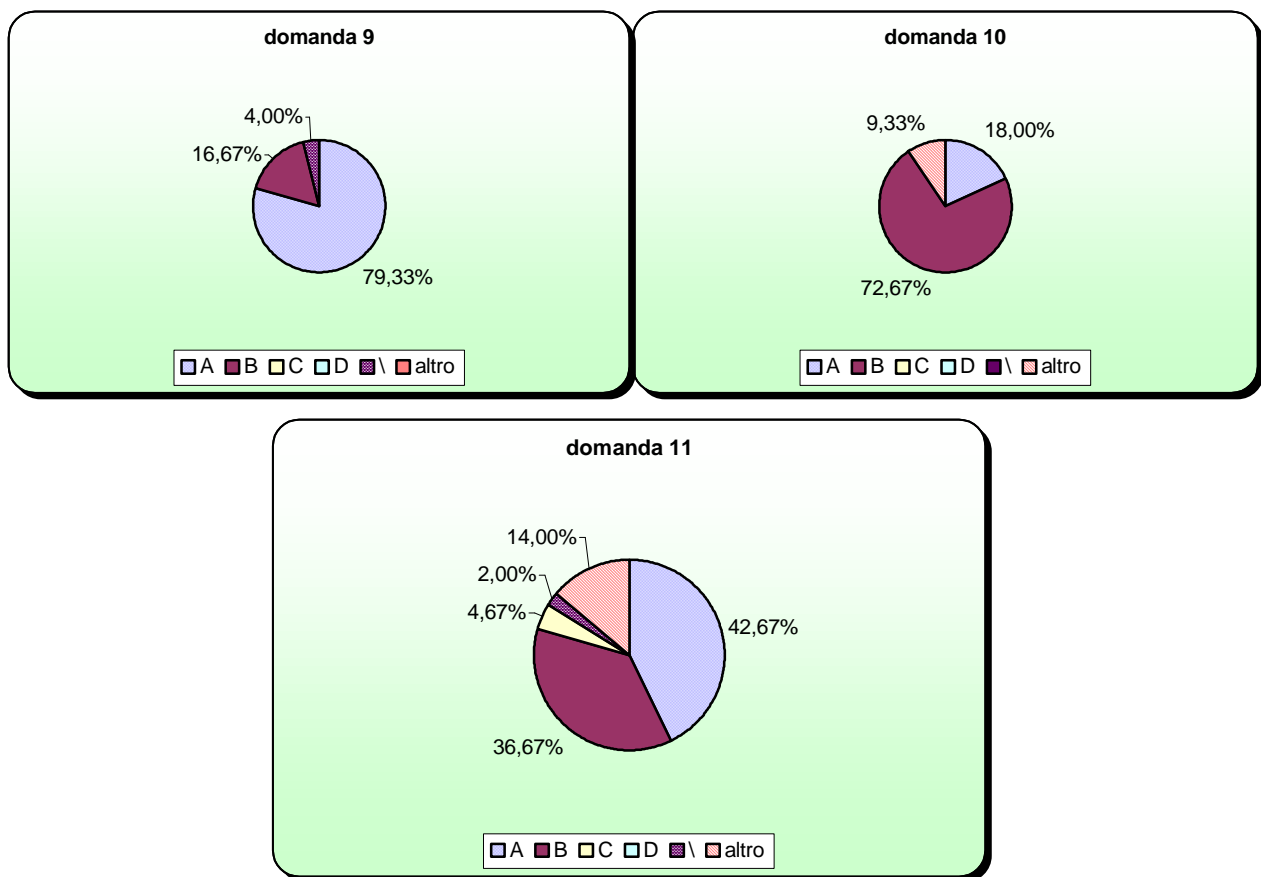 domanda 9
4,00%
16,67%
79,33%
A B C D \ altro
domanda 10
9,33%
18,00%
72,67%
A B C D \ altro
domanda 11
14,00%
2,00%
4,67%
42,67%
36,67%
A B C D \ altro